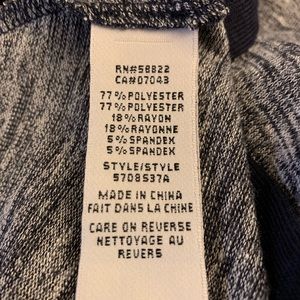 RN#58822
CA#07043
77%POLYESTER
77%POLYESTER
18%RAYON
18%RAYONNE
5%SPANDEX
5%SPANDEX
STYLE/STYLE
5708537A
MADE IN CHINA
FAIT DANS LA CHINE
CARE ON REVERSE
NETTOYAGE AU
REVERS